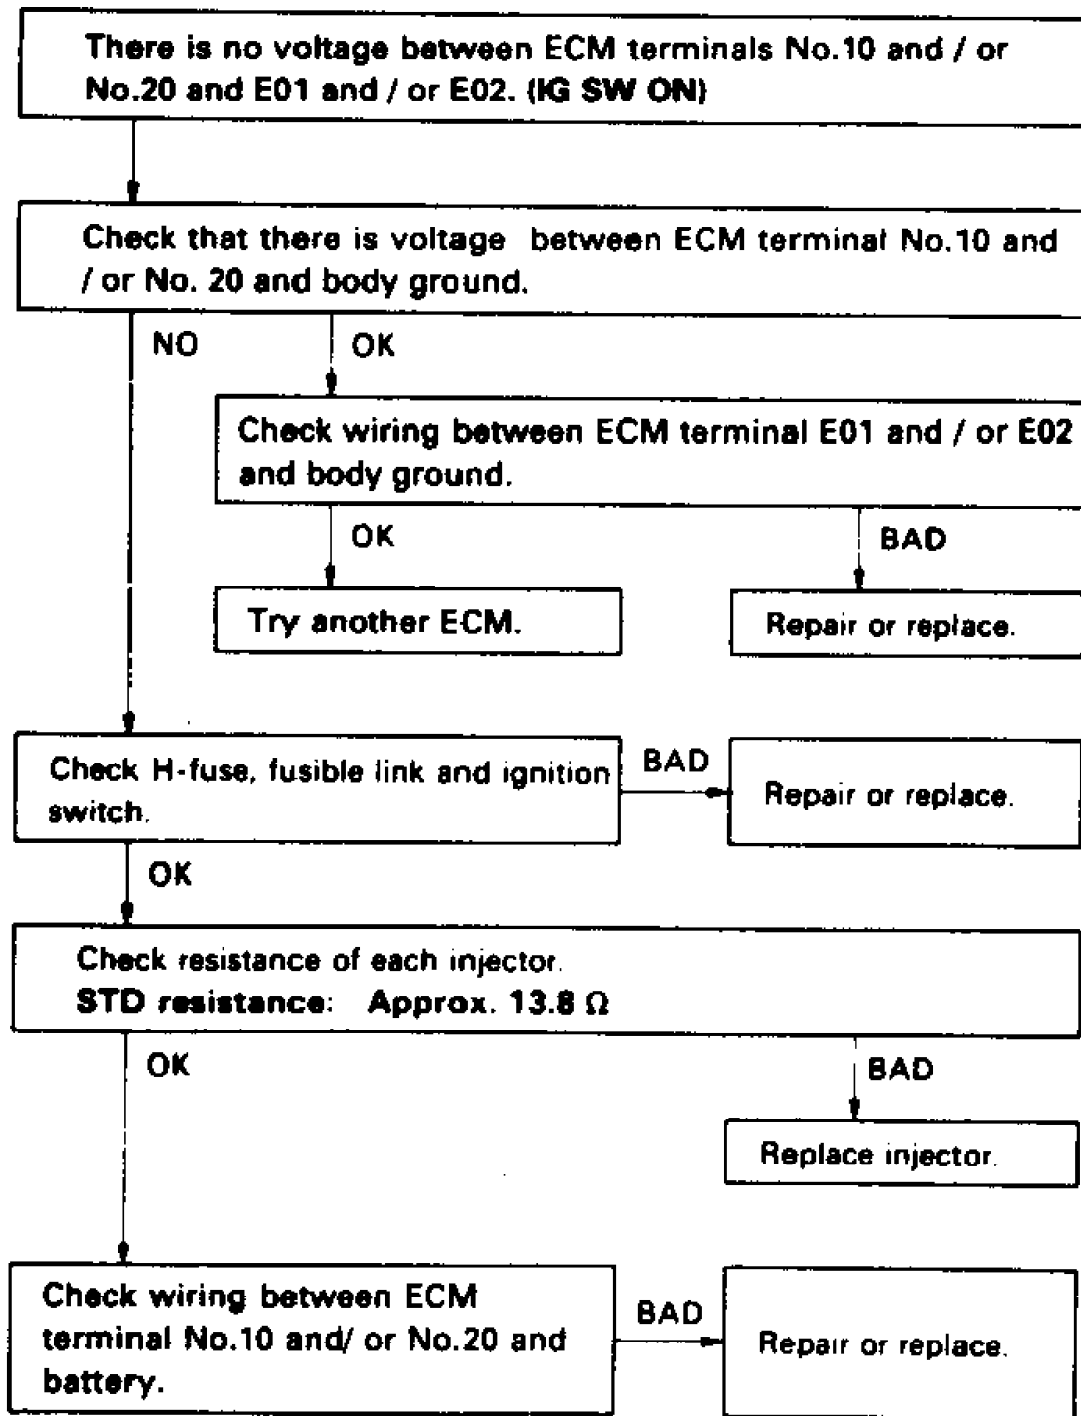 There is no voltage between ECM terminals No.10 and / or
No.20 and E01 and / or E02. (IG SW ON)
Check that there is voltage between ECM terminal No.10 and
/ or No. 20 and body ground.
NO
OK
Check wiring between ECM terminal E01 and / or E02
and body ground.
OK
BAD
Try another ECM.
Repair or replace.
Check H-fuse, fusible link and ignition
switch.
BAD
Repair or replace.
OK
Check resistance of each injector.
STD resistance: Approx. 13.8 Ω
OK
BAD
Replace injector.
Check wiring between ECM
terminal No.10 and/ or No.20 and
battery.
BAD
Repair or replace.